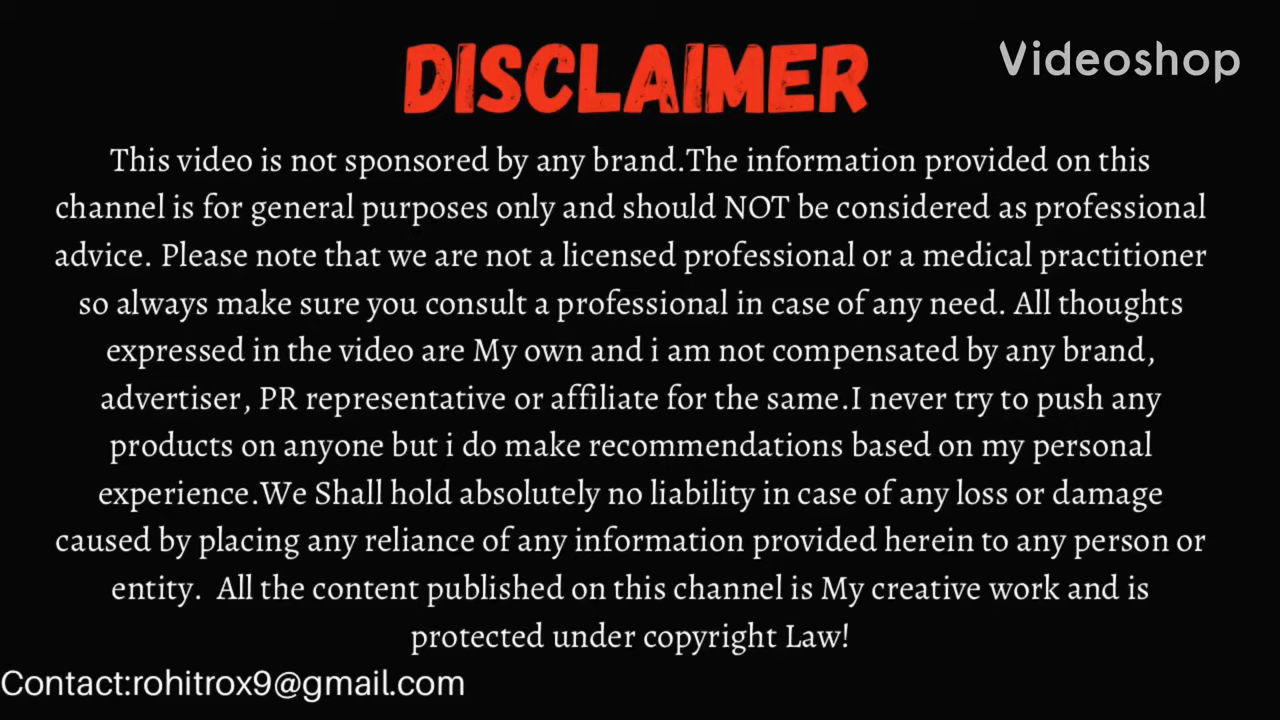 DISCLAIMER
Videoshop
This video is not sponsored by any brand.The information provided on this
channel is for general purposes only and should NOT be considered as professional
advice. Please note that we are not a licensed professional or a medical practitioner
so always make sure you consult a professional in case of any need. All thoughts
expressed in the video are My own and i am not compensated by any brand,
advertiser, PR representative or affiliate for the same.I never try to push any
products on anyone but i do make recommendations based on my personal
experience.We Shall hold absolutely no liability in case of any loss or damage
caused by placing any reliance of any information provided herein to any person or
entity.  All the content published on this channel is My creative work and is
protected under copyright Law!
Contact:rohitrox9@gmail.com